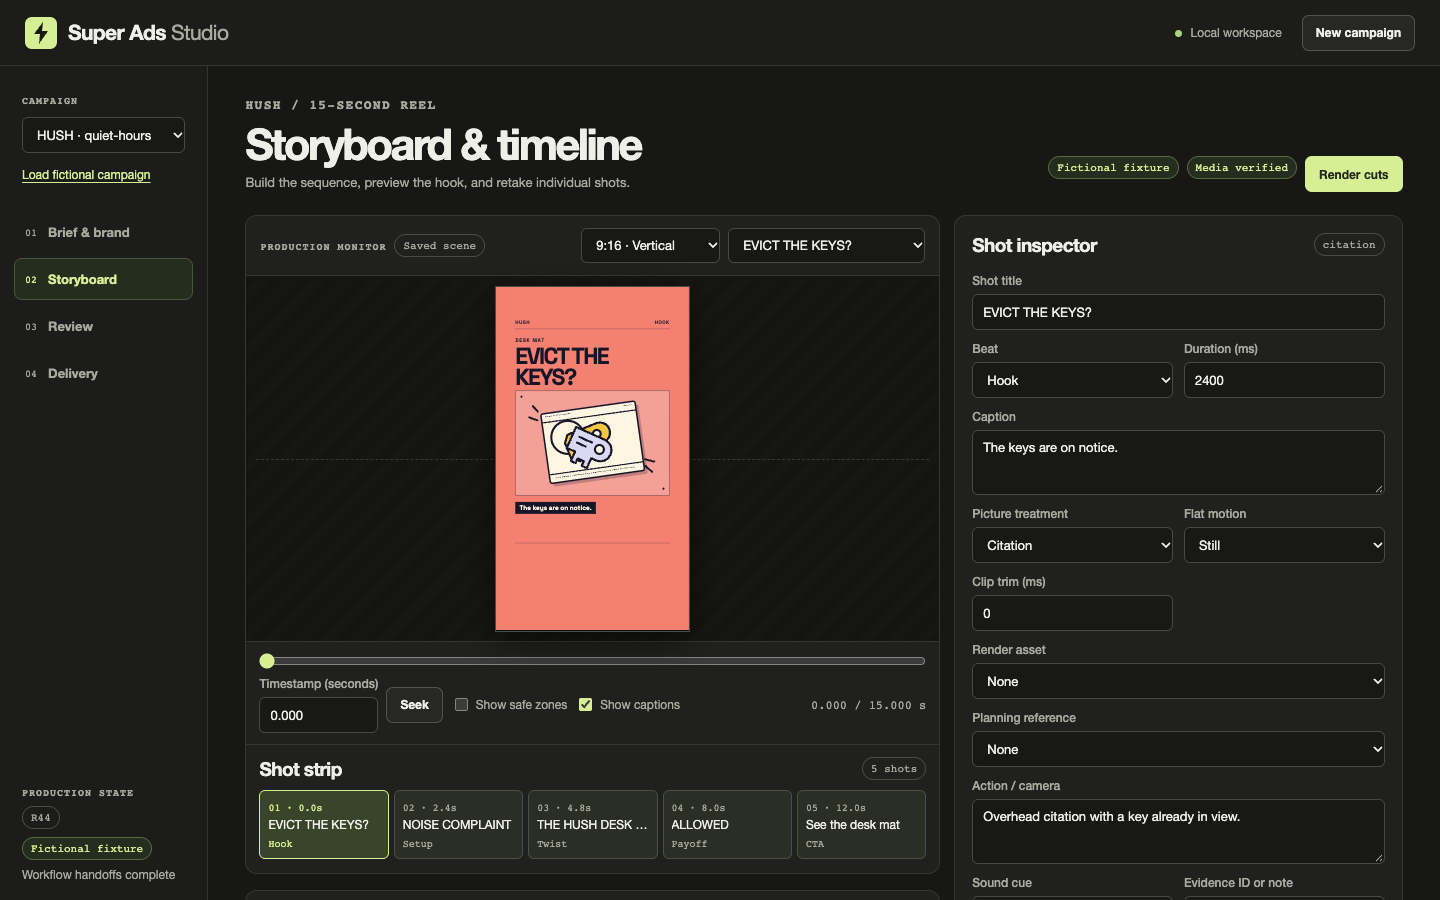 Super Ads Studio
Local workspace
New campaign
CAMPAIGN
HUSH · quiet-hours
Load fictional campaign
01 Brief & brand
02 Storyboard
03 Review
04 Delivery
PRODUCTION STATE
R44
Fictional fixture
Workflow handoffs complete
HUSH / 15-SECOND REEL
Storyboard & timeline
Build the sequence, preview the hook, and retake individual shots.
Fictional fixture
Media verified
Render cuts
PRODUCTION MONITOR
Saved scene
9:16 · Vertical
EVICT THE KEYS?
HUSH
HOOK
DESK MAT
EVICT THE
KEYS?
The keys are on notice.
Timestamp (seconds)
0.000
Seek
Show safe zones
Show captions
0.000 / 15.000 s
Shot strip
5 shots
01 · 0.0s
EVICT THE KEYS?
Hook
02 · 2.4s
NOISE COMPLAINT
Setup
03 · 4.8s
THE HUSH DESK ...
Twist
04 · 8.0s
ALLOWED
Payoff
05 · 12.0s
See the desk mat
CTA
Shot inspector
citation
Shot title
EVICT THE KEYS?
Beat
Hook
Duration (ms)
2400
Caption
The keys are on notice.
Picture treatment
Citation
Flat motion
Still
Clip trim (ms)
0
Render asset
None
Planning reference
None
Action / camera
Overhead citation with a key already in view.
Sound cue
Evidence ID or note